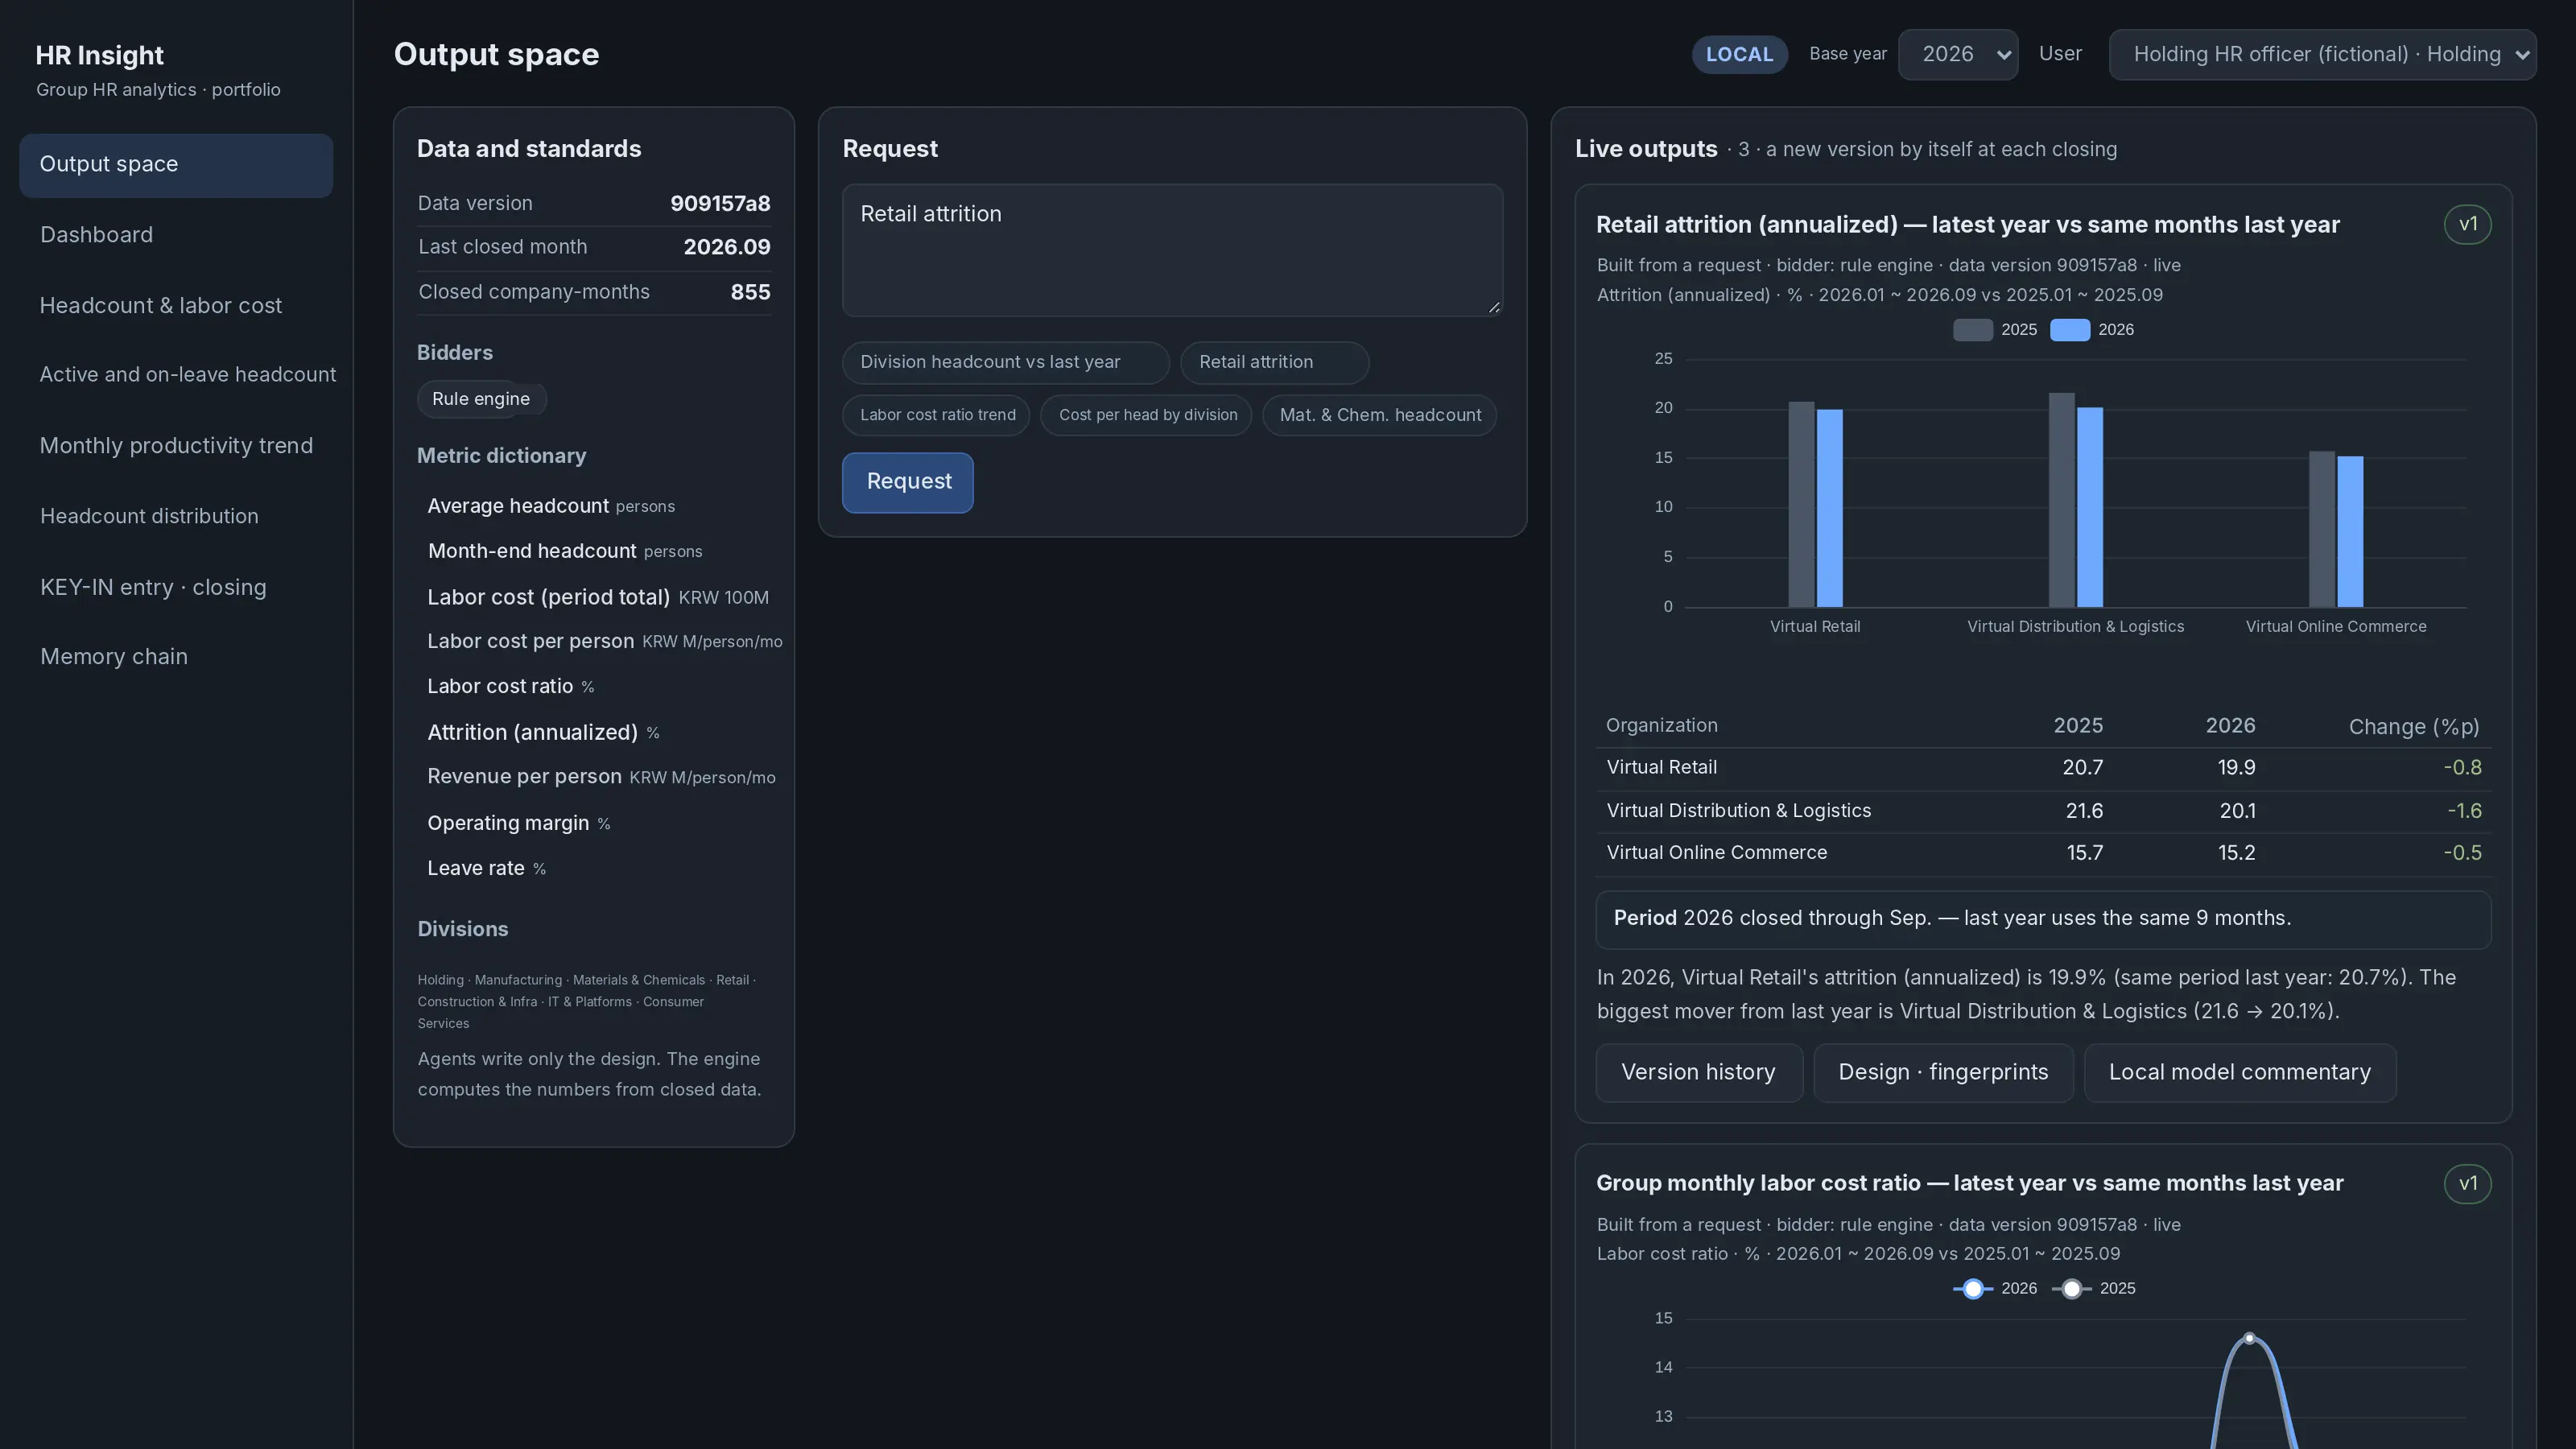 HR Insight
Group HR analytics · portfolio
Output space
Dashboard
Headcount & labor cost
Active and on-leave headcount
Monthly productivity trend
Headcount distribution
KEY-IN entry · closing
Memory chain
Output space
LOCAL
Base year
2026
User
Holding HR officer (fictional) · Holding
Data and standards
Data version 909157a8
Last closed month 2026.09
Closed company-months 855
Bidders
Rule engine
Metric dictionary
Average headcount persons
Month-end headcount persons
Labor cost (period total) KRW 100M
Labor cost per person KRW M/person/mo
Labor cost ratio %
Attrition (annualized) %
Revenue per person KRW M/person/mo
Operating margin %
Leave rate %
Divisions
Holding · Manufacturing · Materials & Chemicals · Retail ·
Construction & Infra · IT & Platforms · Consumer
Services
Agents write only the design. The engine
computes the numbers from closed data.
Request
Retail attrition
Division headcount vs last year
Retail attrition
Labor cost ratio trend
Cost per head by division
Mat. & Chem. headcount
Request
Live outputs · 3 · a new version by itself at each closing
Retail attrition (annualized) — latest year vs same months last year
v1
Built from a request · bidder: rule engine · data version 909157a8 · live
Attrition (annualized) · % · 2026.01 ~ 2026.09 vs 2025.01 ~ 2025.09
2025 2026
25
20
15
10
5
0
Virtual Retail
Virtual Distribution & Logistics
Virtual Online Commerce
Organization 2025 2026 Change (%p)
Virtual Retail 20.7 19.9 -0.8
Virtual Distribution & Logistics 21.6 20.1 -1.6
Virtual Online Commerce 15.7 15.2 -0.5
Period 2026 closed through Sep. — last year uses the same 9 months.
In 2026, Virtual Retail's attrition (annualized) is 19.9% (same period last year: 20.7%). The
biggest mover from last year is Virtual Distribution & Logistics (21.6 → 20.1%).
Version history
Design · fingerprints
Local model commentary
Group monthly labor cost ratio — latest year vs same months last year
v1
Built from a request · bidder: rule engine · data version 909157a8 · live
Labor cost ratio · % · 2026.01 ~ 2026.09 vs 2025.01 ~ 2025.09
2026 2025
15
14
13